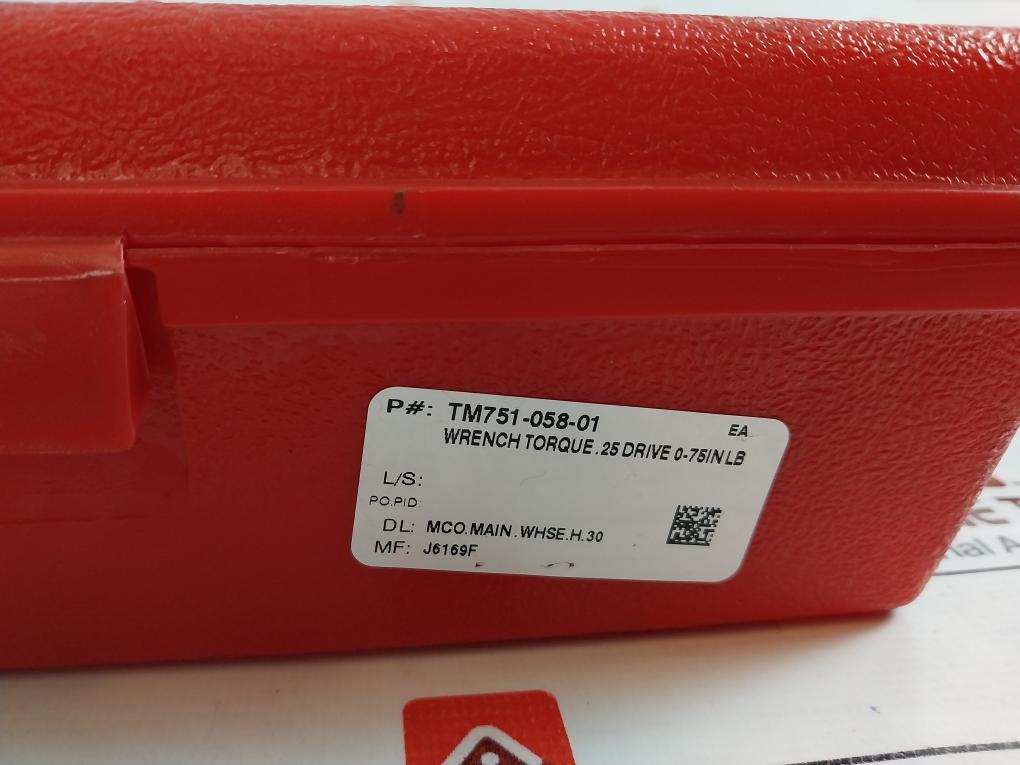 P#: TM751-058-01
EA
WRENCH TORQUE .25 DRIVE 0-75IN LB
L/S:
PO.PID:
DL: MCO.MAIN.WHSE.H.30
MF: J6169F